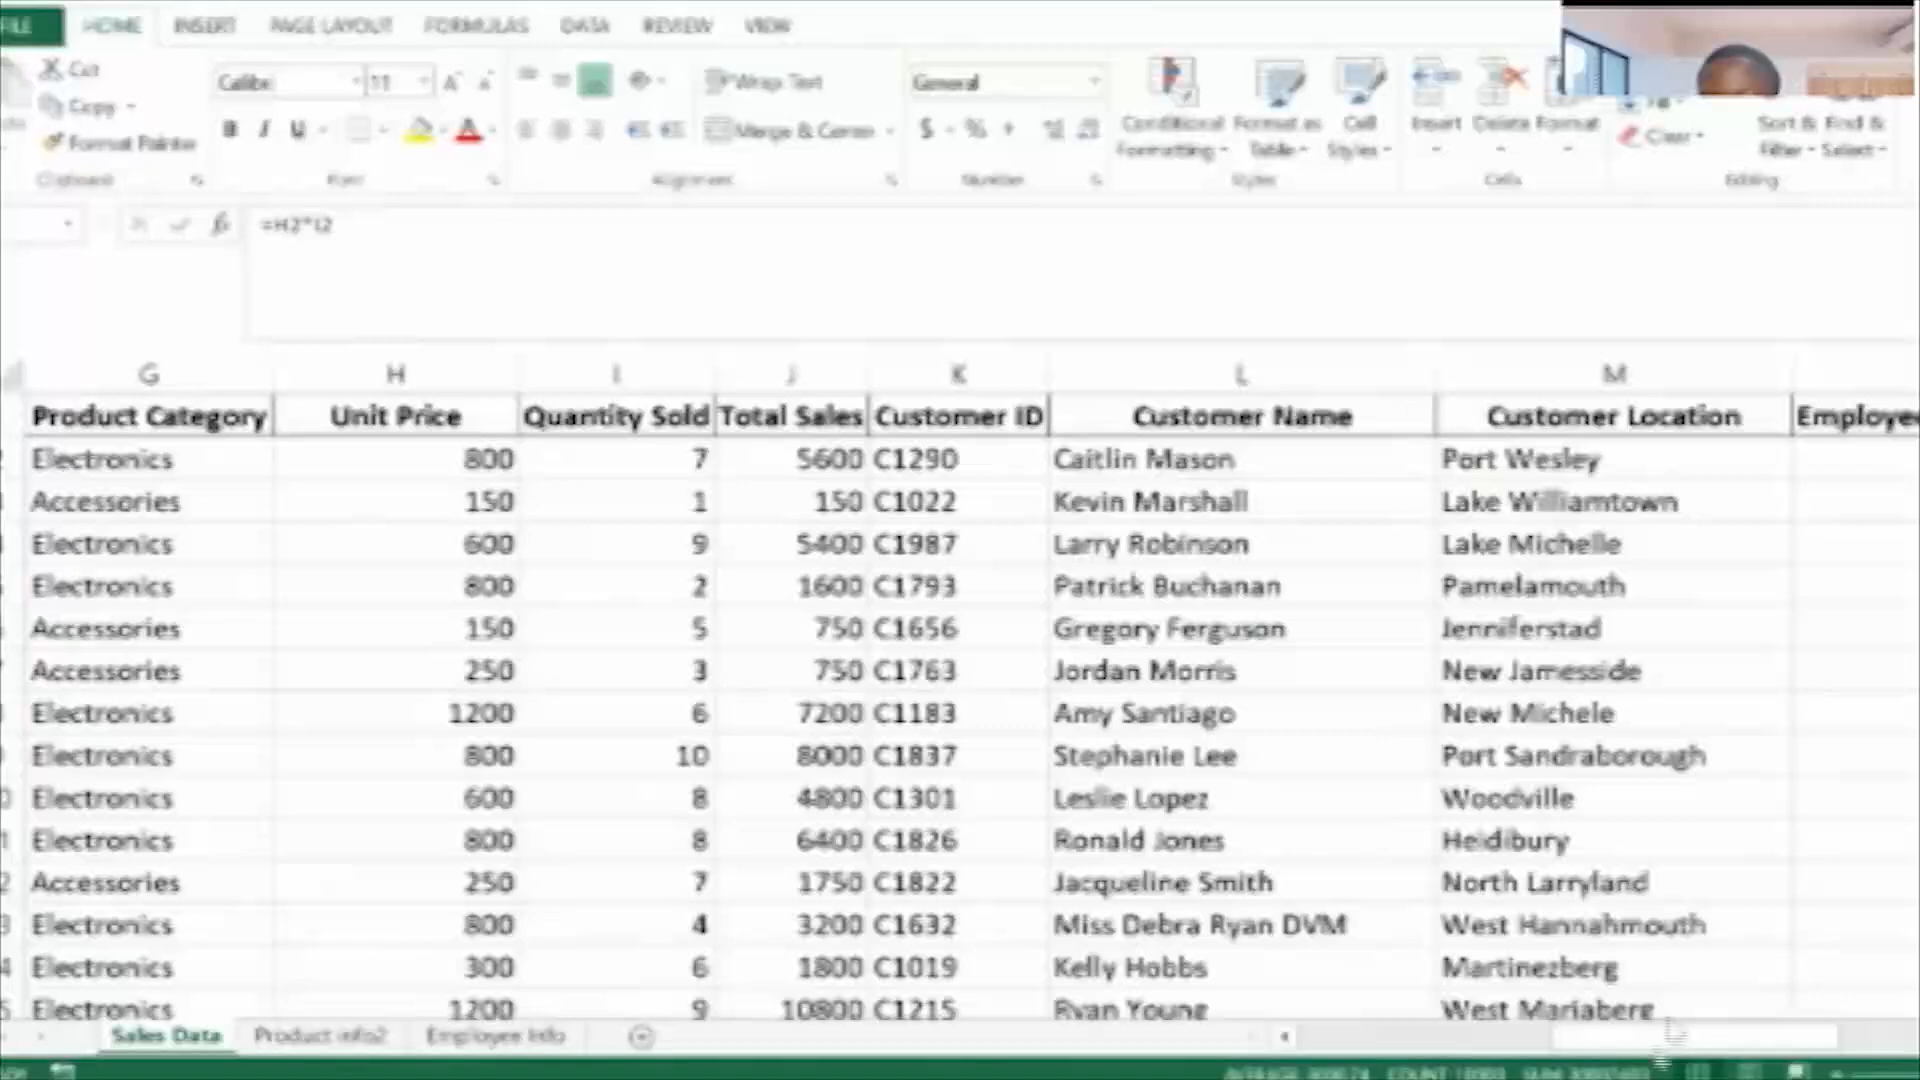 FILE HOME INSERT PAGE LAYOUT FORMULAS DATA REVIEW VIEW
Cut
Copy
Format Painter
Clipboard
Calibri 11
B I U
Font
Wrap Text
Merge & Center
Alignment
General
$ %
Number
Conditional Formatting
Format as Table
Cell Styles
Styles
Insert Delete Format
Cells
Clear
Sort & Filter
Find & Select
Editing
fx =H2*I2
G H I J K L M
Product Category Unit Price Quantity Sold Total Sales Customer ID Customer Name Customer Location Employee
Electronics 800 7 5600 C1290 Caitlin Mason Port Wesley
Accessories 150 1 150 C1022 Kevin Marshall Lake Williamtown
Electronics 600 9 5400 C1987 Larry Robinson Lake Michelle
Electronics 800 2 1600 C1793 Patrick Buchanan Pamelamouth
Accessories 150 5 750 C1656 Gregory Ferguson Jenniferstad
Accessories 250 3 750 C1763 Jordan Morris New Jamesside
Electronics 1200 6 7200 C1183 Amy Santiago New Michele
Electronics 800 10 8000 C1837 Stephanie Lee Port Sandraborough
Electronics 600 8 4800 C1301 Leslie Lopez Woodville
Electronics 800 8 6400 C1826 Ronald Jones Heidibury
Accessories 250 7 1750 C1822 Jacqueline Smith North Larryland
Electronics 800 4 3200 C1632 Miss Debra Ryan DVM West Hannahmouth
Electronics 300 6 1800 C1019 Kelly Hobbs Martinezberg
Electronics 1200 9 10800 C1215 Ryan Young West Mariaberg
Sales Data Product info2 Employee Info